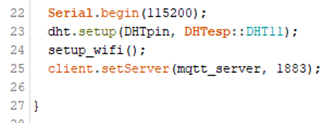 22 Serial.begin(115200);
23 dht.setup(DHTpin, DHTesp::DHT11);
24 setup_wifi();
25 client.setServer(mqtt_server, 1883);
26
27 }